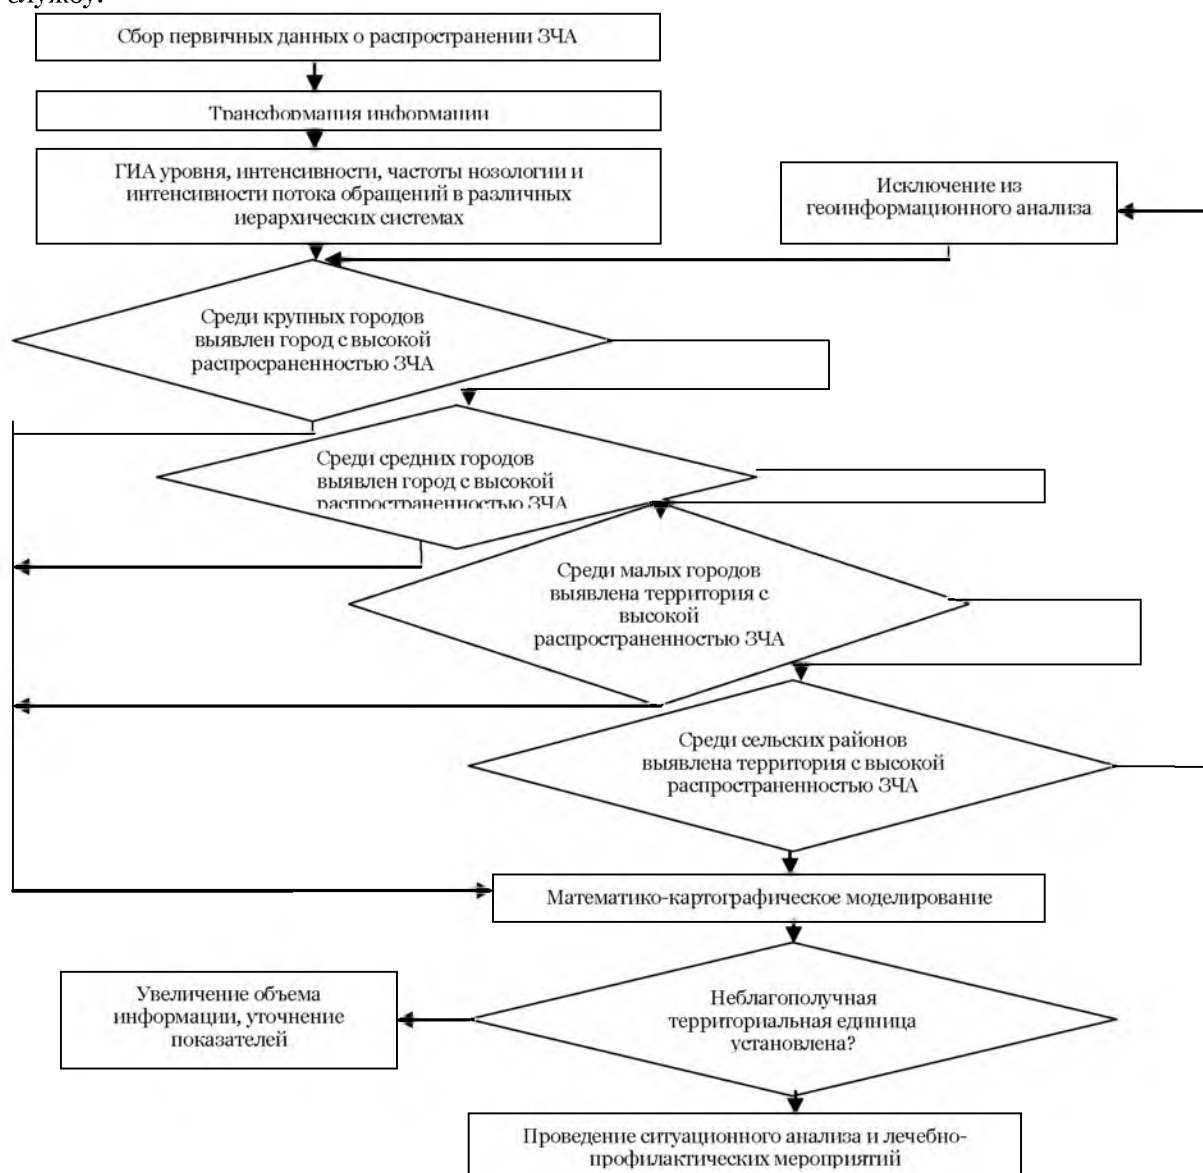 службу.
Сбор первичных данных о распространении ЗЧА
Трансформация информации
ГИА уровня, интенсивности, частоты нозологии и
интенсивности потока обращений в различных
иерархических системах
Исключение из
геоинформационного анализа
Среди крупных городов
выявлен город с высокой
распросраненностью ЗЧА
Среди средних городов
выявлен город с высокой
распространенностью ЗЧА
Среди малых городов
выявлена территория с
высокой
распространенностью ЗЧА
Среди сельских районов
выявлена территория с высокой
распространенностью ЗЧА
Математико-картографическое моделирование
Увеличение объема
информации, уточнение
показателей
Неблагополучная
территориальная единица
установлена?
Проведение ситуационного анализа и лечебно-
профилактических мероприятий